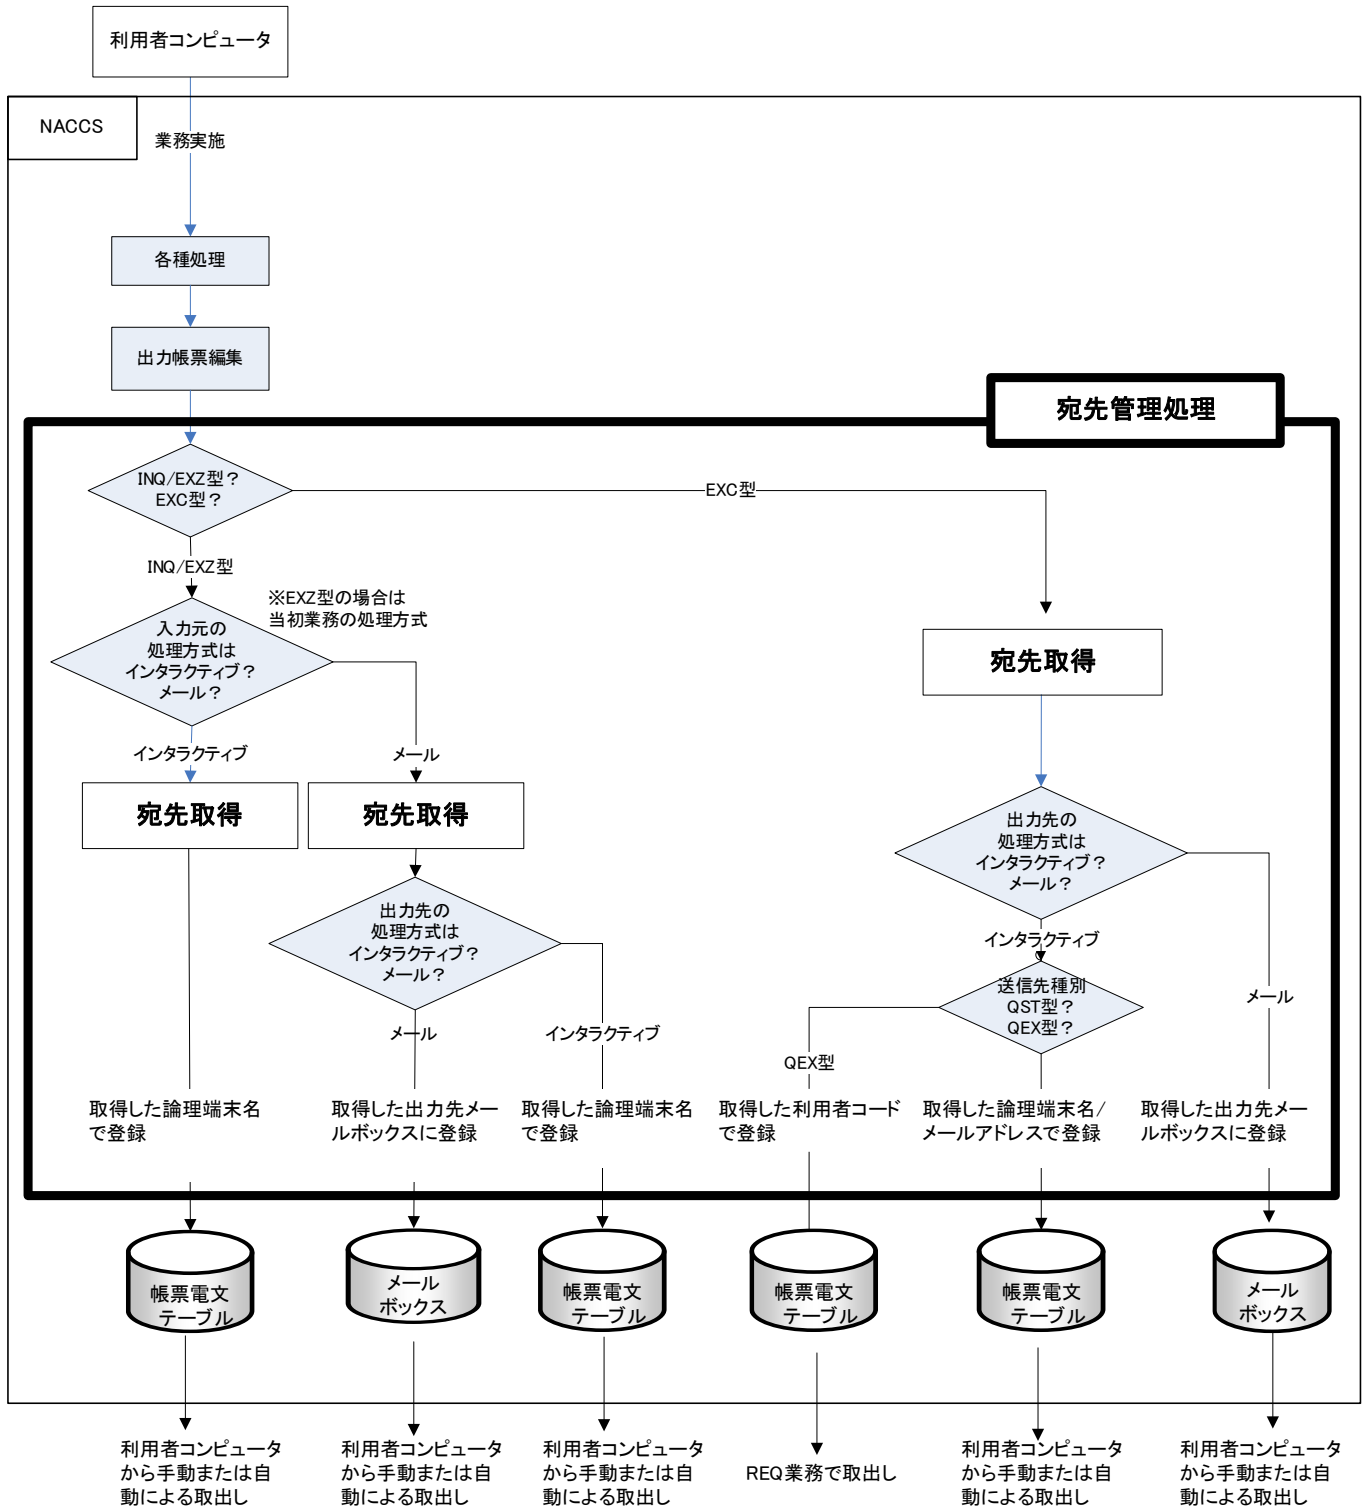 利用者コンピュータ
NACCS
業務実施
各種処理
出力帳票編集
宛先管理処理
INQ/EXZ型？
EXC型？
EXC型
INQ/EXZ型
※EXZ型の場合は
当初業務の処理方式
入力元の
処理方式は
インタラクティブ？
メール？
宛先取得
インタラクティブ
メール
宛先取得
宛先取得
出力先の
処理方式は
インタラクティブ？
メール？
出力先の
処理方式は
インタラクティブ？
メール？
インタラクティブ
送信先種別
QST型？
QEX型？
メール
メール
インタラクティブ
QEX型
取得した論理端末名
で登録
取得した出力先メー
ルボックスに登録
取得した論理端末名
で登録
取得した利用者コード
で登録
取得した論理端末名/
メールアドレスで登録
取得した出力先メー
ルボックスに登録
帳票電文
テーブル
メール
ボックス
帳票電文
テーブル
帳票電文
テーブル
帳票電文
テーブル
メール
ボックス
利用者コンピュータ
から手動または自
動による取出し
利用者コンピュータ
から手動または自
動による取出し
利用者コンピュータ
から手動または自
動による取出し
REQ業務で取出し
利用者コンピュータ
から手動または自
動による取出し
利用者コンピュータ
から手動または自
動による取出し